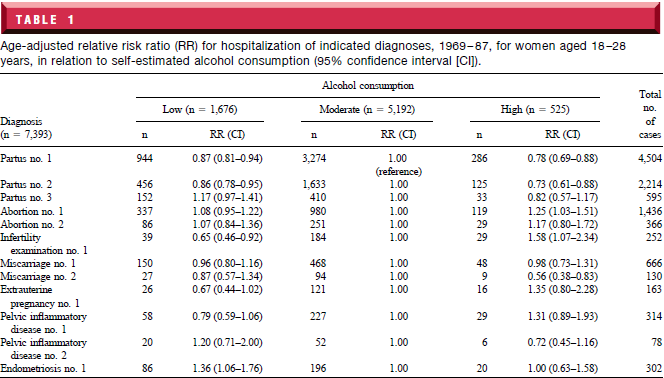 TABLE 1
Age-adjusted relative risk ratio (RR) for hospitalization of indicated diagnoses, 1969–87, for women aged 18–28
years, in relation to self-estimated alcohol consumption (95% confidence interval [CI]).
Alcohol consumption
Low (n = 1,676) Moderate (n = 5,192) High (n = 525) Total no. of cases
Diagnosis
(n = 7,393) n RR (CI) n RR (CI) n RR (CI)
Partus no. 1 944 0.87 (0.81–0.94) 3,274 1.00 286 0.78 (0.69–0.88) 4,504
(reference)
Partus no. 2 456 0.86 (0.78–0.95) 1,633 1.00 125 0.73 (0.61–0.88) 2,214
Partus no. 3 152 1.17 (0.97–1.41) 410 1.00 33 0.82 (0.57–1.17) 595
Abortion no. 1 337 1.08 (0.95–1.22) 980 1.00 119 1.25 (1.03–1.51) 1,436
Abortion no. 2 86 1.07 (0.84–1.36) 251 1.00 29 1.17 (0.80–1.72) 366
Infertility 39 0.65 (0.46–0.92) 184 1.00 29 1.58 (1.07–2.34) 252
examination no. 1
Miscarriage no. 1 150 0.96 (0.80–1.16) 468 1.00 48 0.98 (0.73–1.31) 666
Miscarriage no. 2 27 0.87 (0.57–1.34) 94 1.00 9 0.56 (0.38–0.83) 130
Extrauterine 26 0.67 (0.44–1.02) 121 1.00 16 1.35 (0.80–2.28) 163
pregnancy no. 1
Pelvic inflammatory 58 0.79 (0.59–1.06) 227 1.00 29 1.31 (0.89–1.93) 314
disease no. 1
Pelvic inflammatory 20 1.20 (0.71–2.00) 52 1.00 6 0.72 (0.45–1.16) 78
disease no. 2
Endometriosis no. 1 86 1.36 (1.06–1.76) 196 1.00 20 1.00 (0.63–1.58) 302